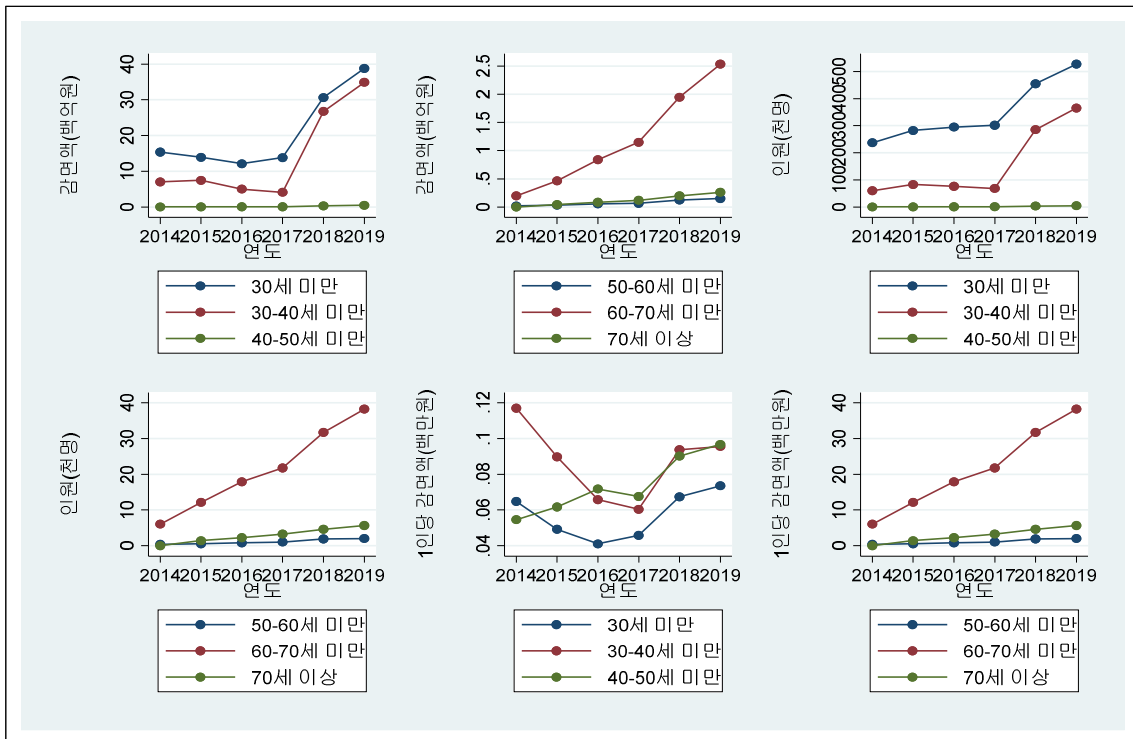 감면액(백억원)
40
30
20
10
0
2014 2015 2016 2017 2018 2019
연도
30세 미만
30-40세 미만
40-50세 미만
감면액(백억원)
2.5
2
1.5
1
.5
0
2014 2015 2016 2017 2018 2019
연도
50-60세 미만
60-70세 미만
70세 이상
인원(천명)
500
400
300
200
100
0
2014 2015 2016 2017 2018 2019
연도
30세 미만
30-40세 미만
40-50세 미만
인원(천명)
40
30
20
10
0
2014 2015 2016 2017 2018 2019
연도
50-60세 미만
60-70세 미만
70세 이상
1인당 감면액(백만원)
.12
.1
.08
.06
.04
2014 2015 2016 2017 2018 2019
연도
30세 미만
30-40세 미만
40-50세 미만
1인당 감면액(백만원)
40
30
20
10
0
2014 2015 2016 2017 2018 2019
연도
50-60세 미만
60-70세 미만
70세 이상